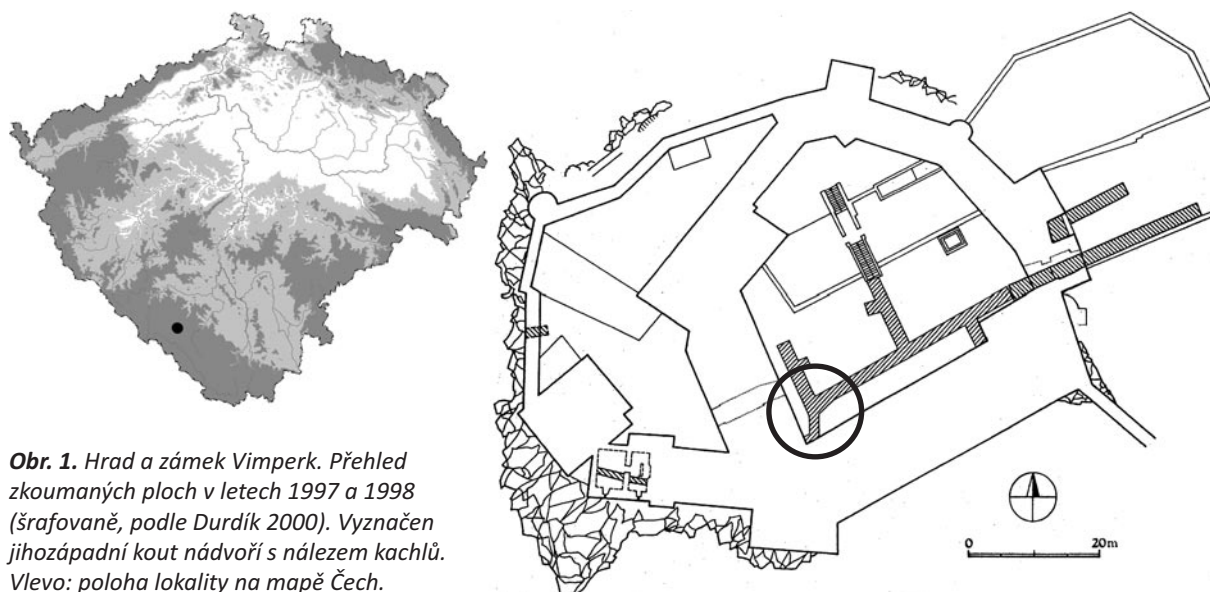 Obr. 1. Hrad a zámek Vimperk. Přehled
zkoumaných ploch v letech 1997 a 1998
(šrafovaně, podle Durdík 2000). Vyznačen
jihozápadní kout nádvoří s nálezem kachlů.
Vlevo: poloha lokality na mapě Čech.
0 20m